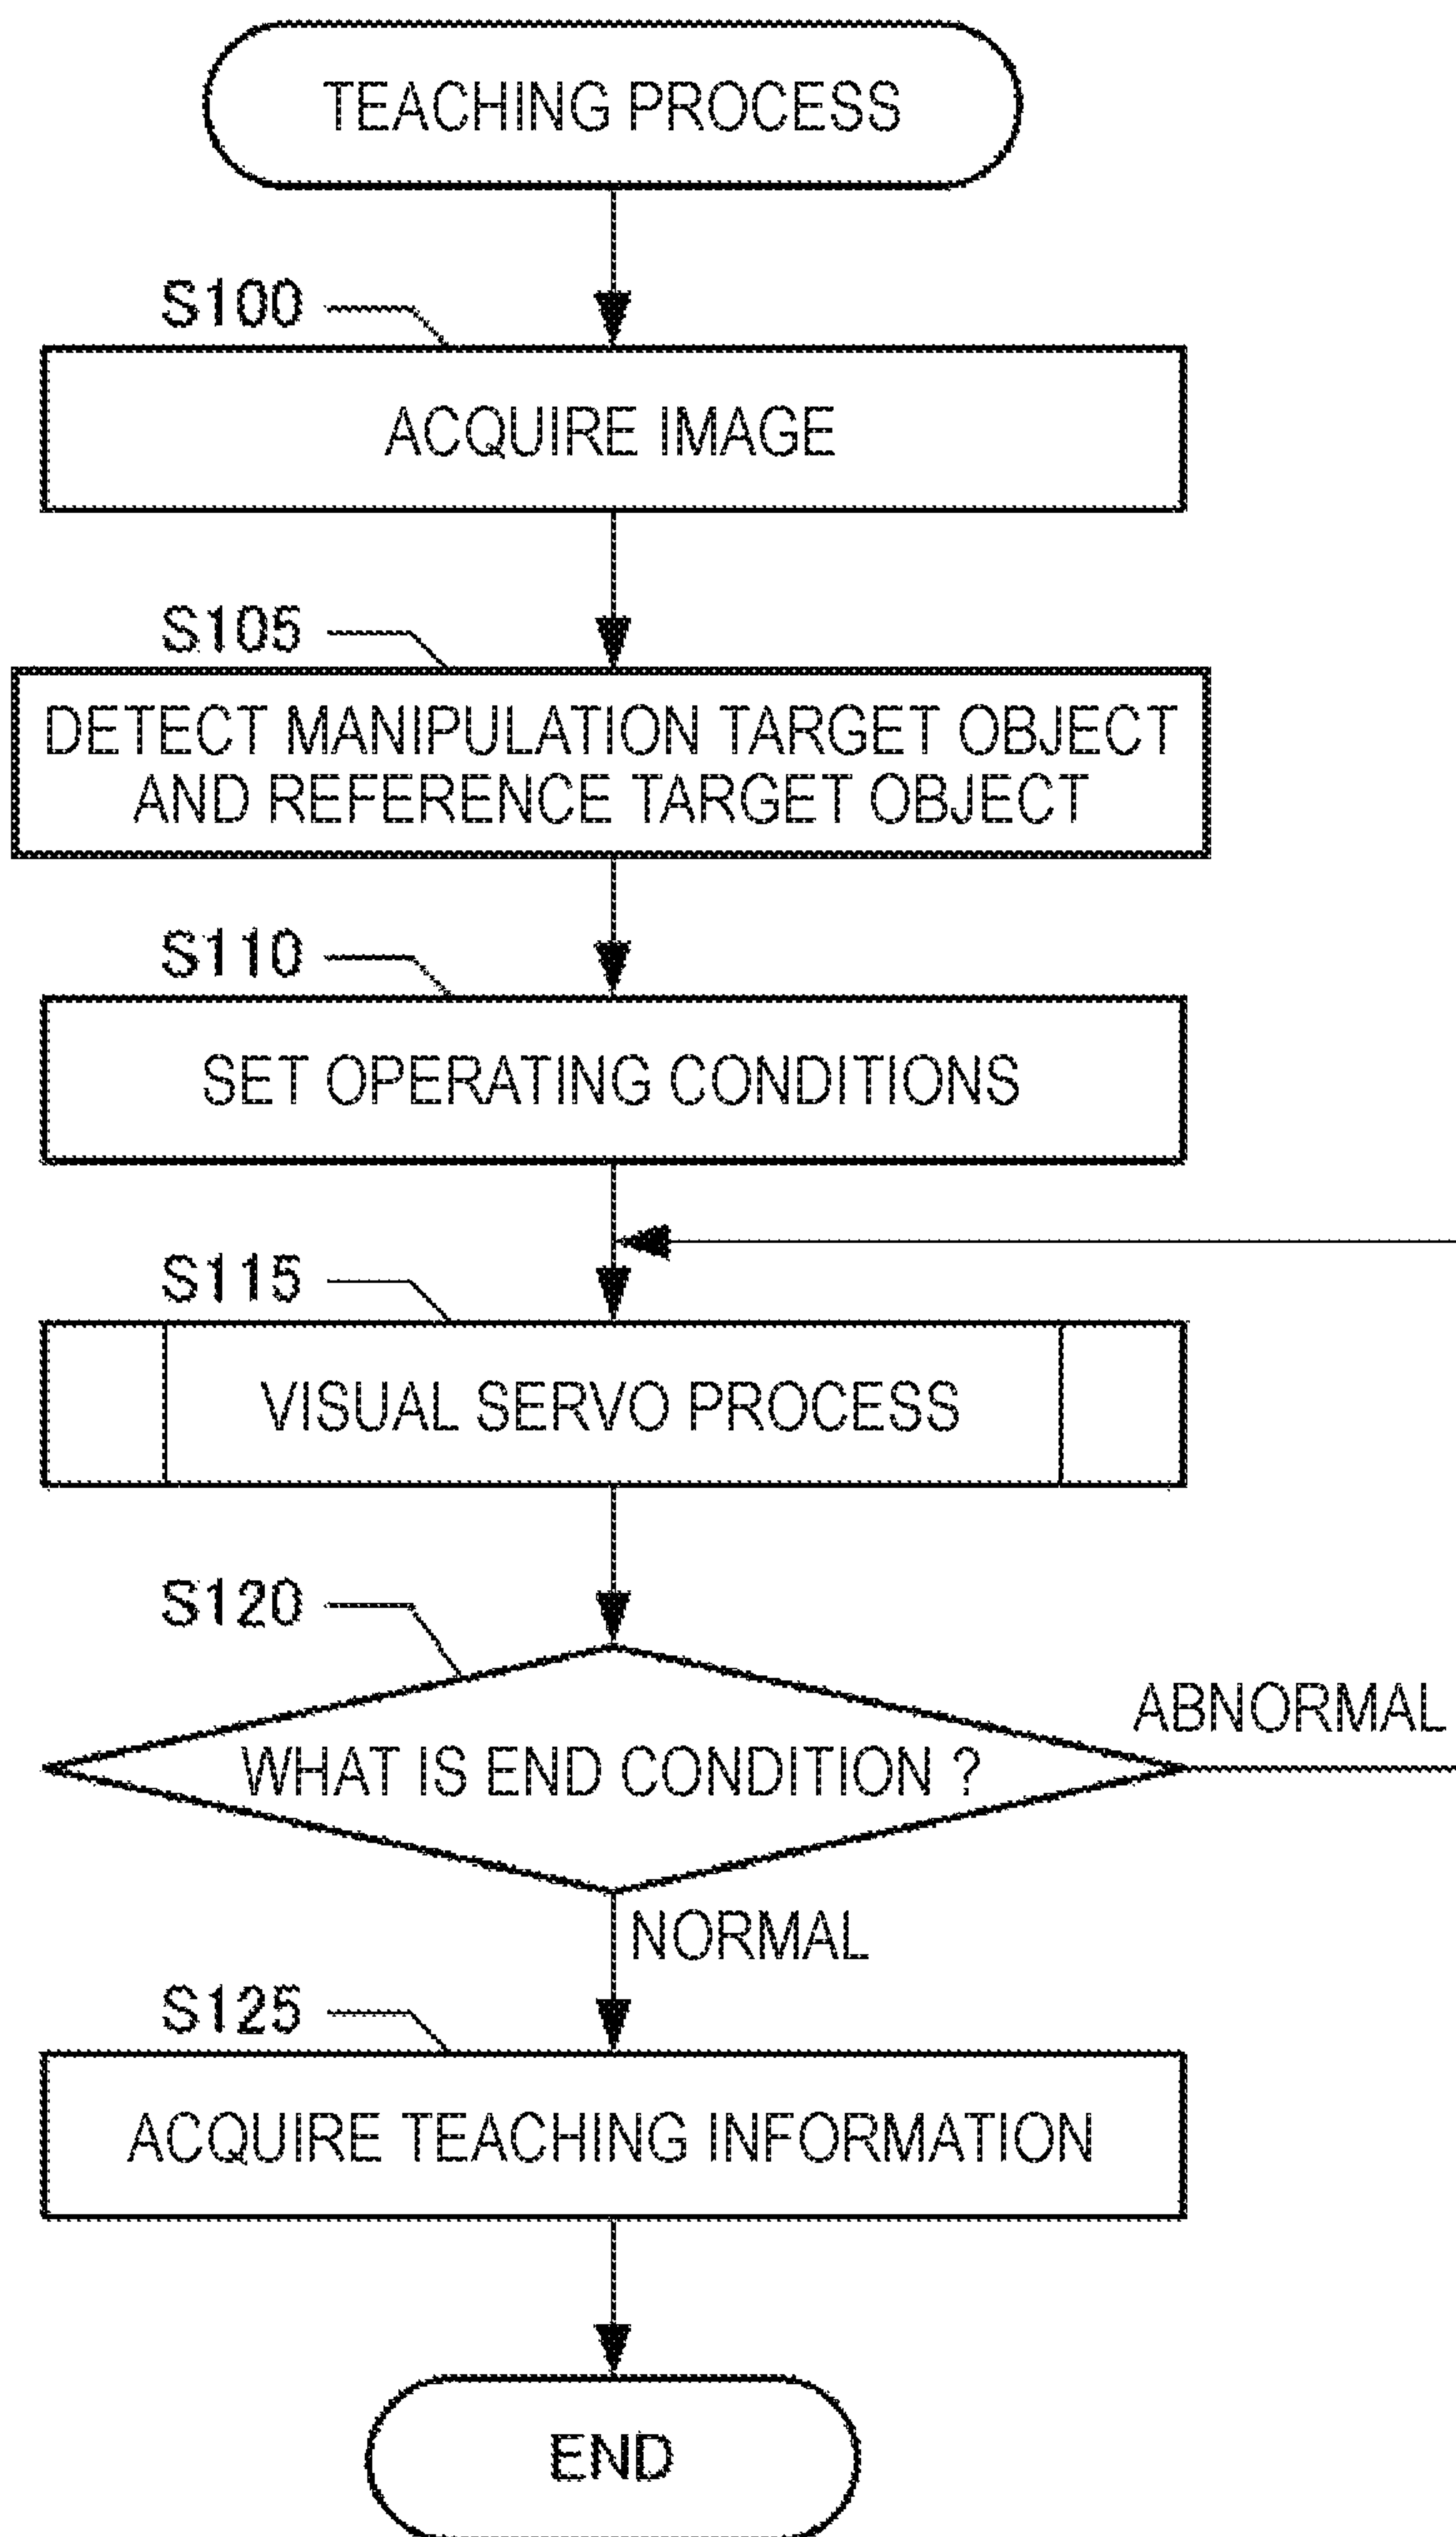 TEACHING PROCESS
S100
ACQUIRE IMAGE
S105
DETECT MANIPULATION TARGET OBJECT
AND REFERENCE TARGET OBJECT
S110
SET OPERATING CONDITIONS
S115
VISUAL SERVO PROCESS
S120
WHAT IS END CONDITION ?
ABNORMAL
NORMAL
S125
ACQUIRE TEACHING INFORMATION
END